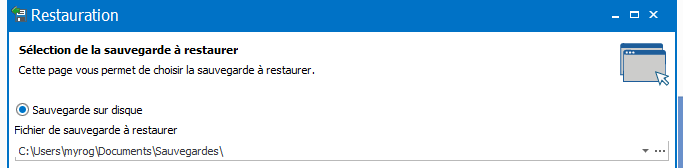 Restauration
Sélection de la sauvegarde à restaurer
Cette page vous permet de choisir la sauvegarde à restaurer.
Sauvegarde sur disque
Fichier de sauvegarde à restaurer
C:\Users\myrog\Documents\Sauvegardes\